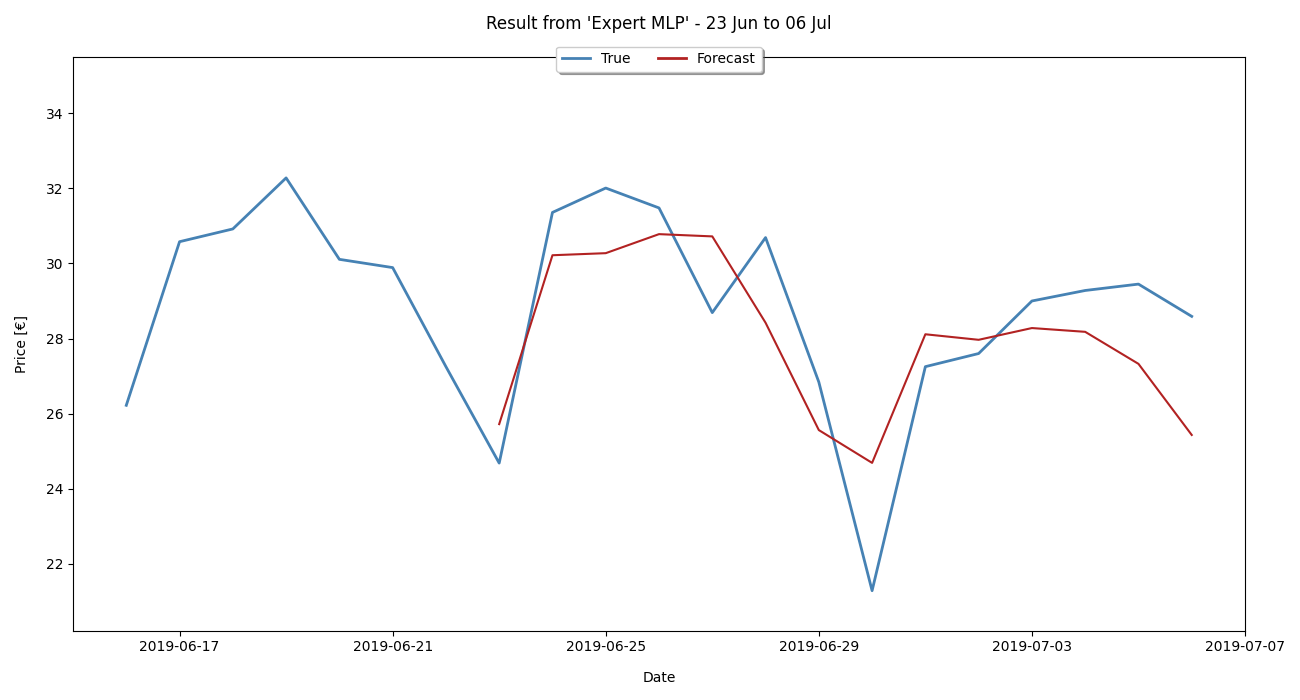 Result from 'Expert MLP' - 23 Jun to 06 Jul
True Forecast
Price [€]
34
32
30
28
26
24
22
2019-06-17 2019-06-21 2019-06-25 2019-06-29 2019-07-03 2019-07-07
Date